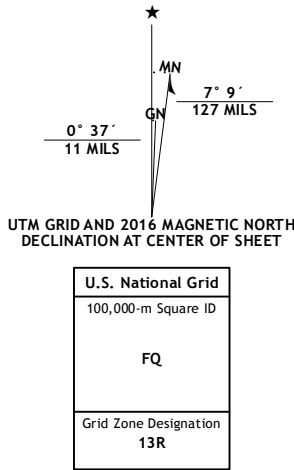 ★
MN
GN
7° 9´
127 MILS
0° 37´
11 MILS
UTM GRID AND 2016 MAGNETIC NORTH
DECLINATION AT CENTER OF SHEET
U.S. National Grid
100,000-m Square ID
FQ
Grid Zone Designation
13R